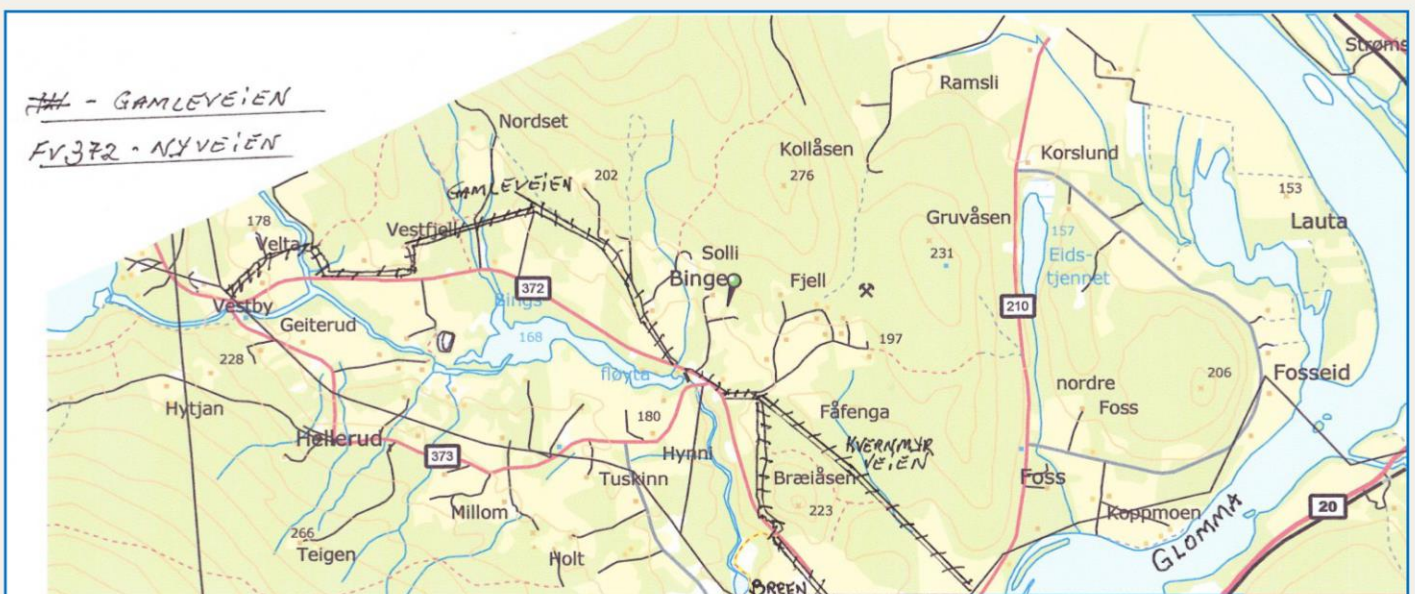 - GAMLEVEIEN
FV372 - NYVEIEN
Strøms
Ramsli
Nordset
Kollåsen
276
Korslund
153
Lauta
GAMLEVEIEN
202
178
Velta
Vestfjell
Gruvåsen
231
157
Elds-
tjennet
Solli
Binge
Fjell
372
Bings
168
fløyta
210
Vestby
Geiterud
228
197
206
Fosseid
nordre
Foss
Hytjan
180
Fåfenga
Hellerud
373
Hynni
KVERNMYR
VEIEN
Tuskinn
Bræiåsen
223
Foss
Millom
Koppmoen
20
266
Teigen
Holt
GLOMMA
BREEN